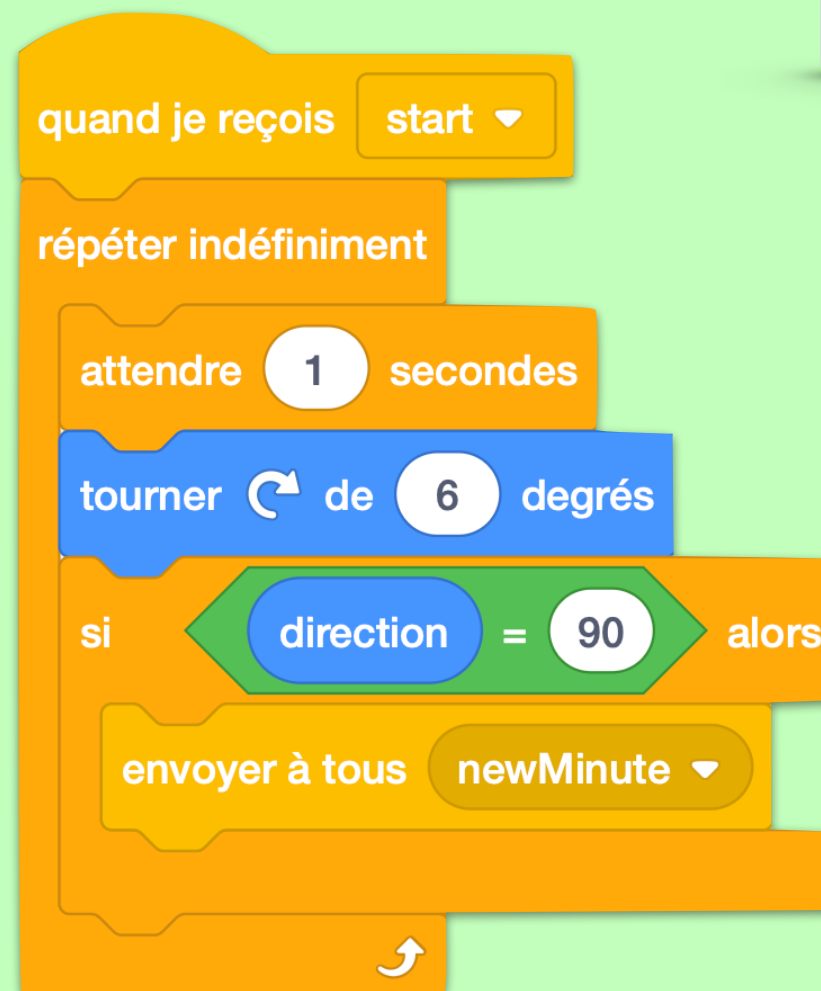 quand je reçois start
répéter indéfiniment
attendre 1 secondes
tourner de 6 degrés
si direction = 90 alors
envoyer à tous newMinute